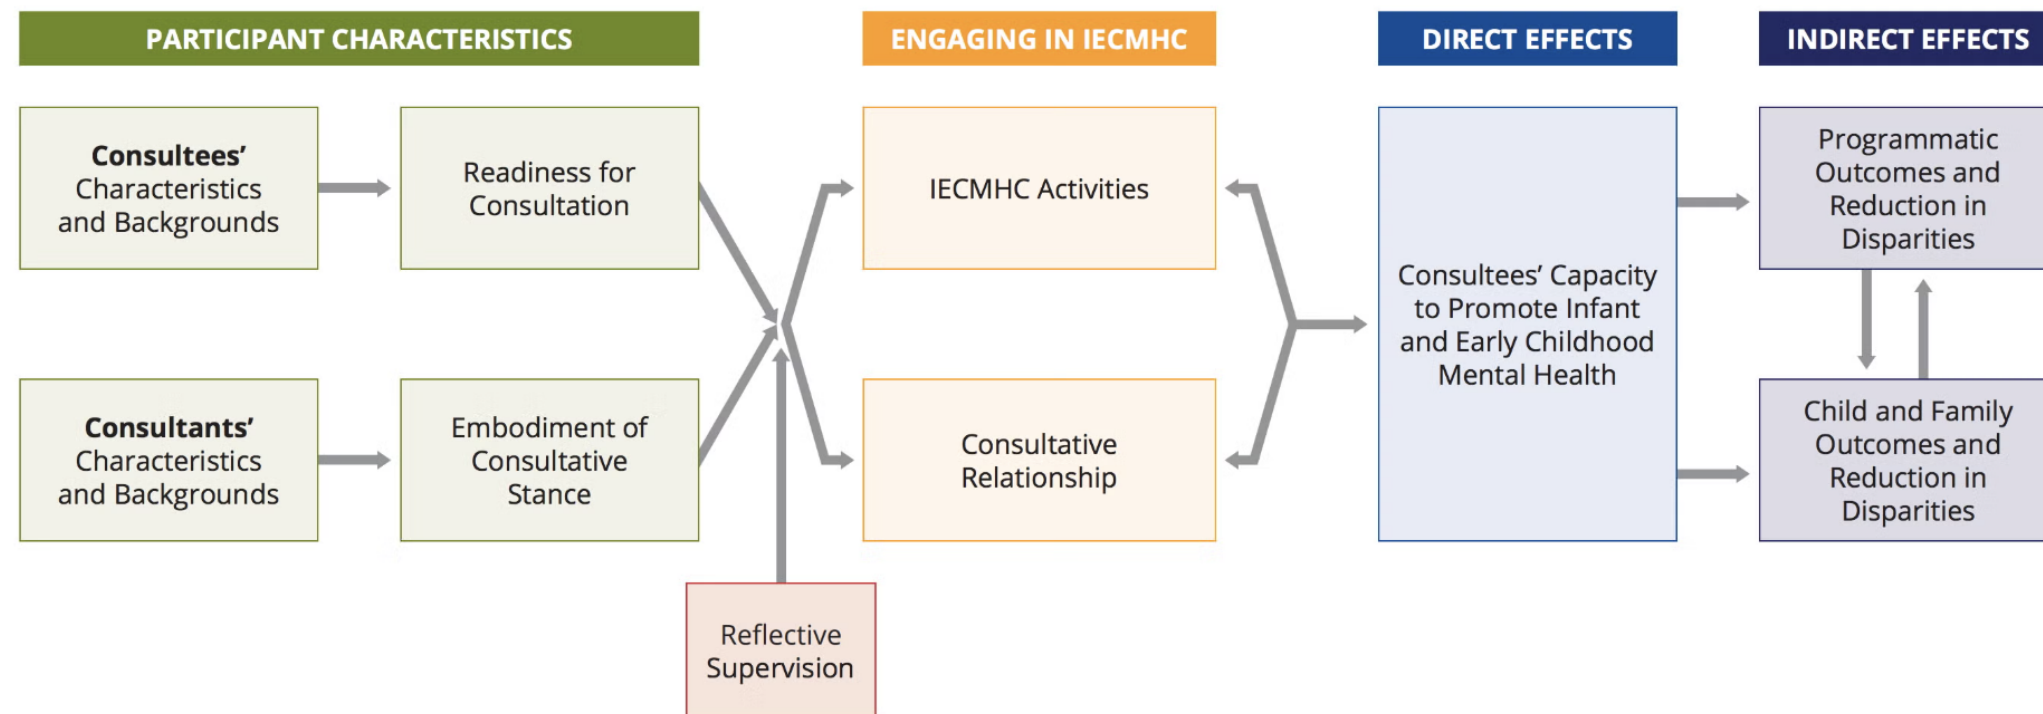 PARTICIPANT CHARACTERISTICS
ENGAGING IN IECMHC
DIRECT EFFECTS
INDIRECT EFFECTS
Consultees’
Characteristics
and Backgrounds
Readiness for
Consultation
IECMHC Activities
Consultees’ Capacity
to Promote Infant
and Early Childhood
Mental Health
Programmatic
Outcomes and
Reduction in
Disparities
Consultants’
Characteristics
and Backgrounds
Embodiment of
Consultative
Stance
Consultative
Relationship
Child and Family
Outcomes and
Reduction in
Disparities
Reflective
Supervision